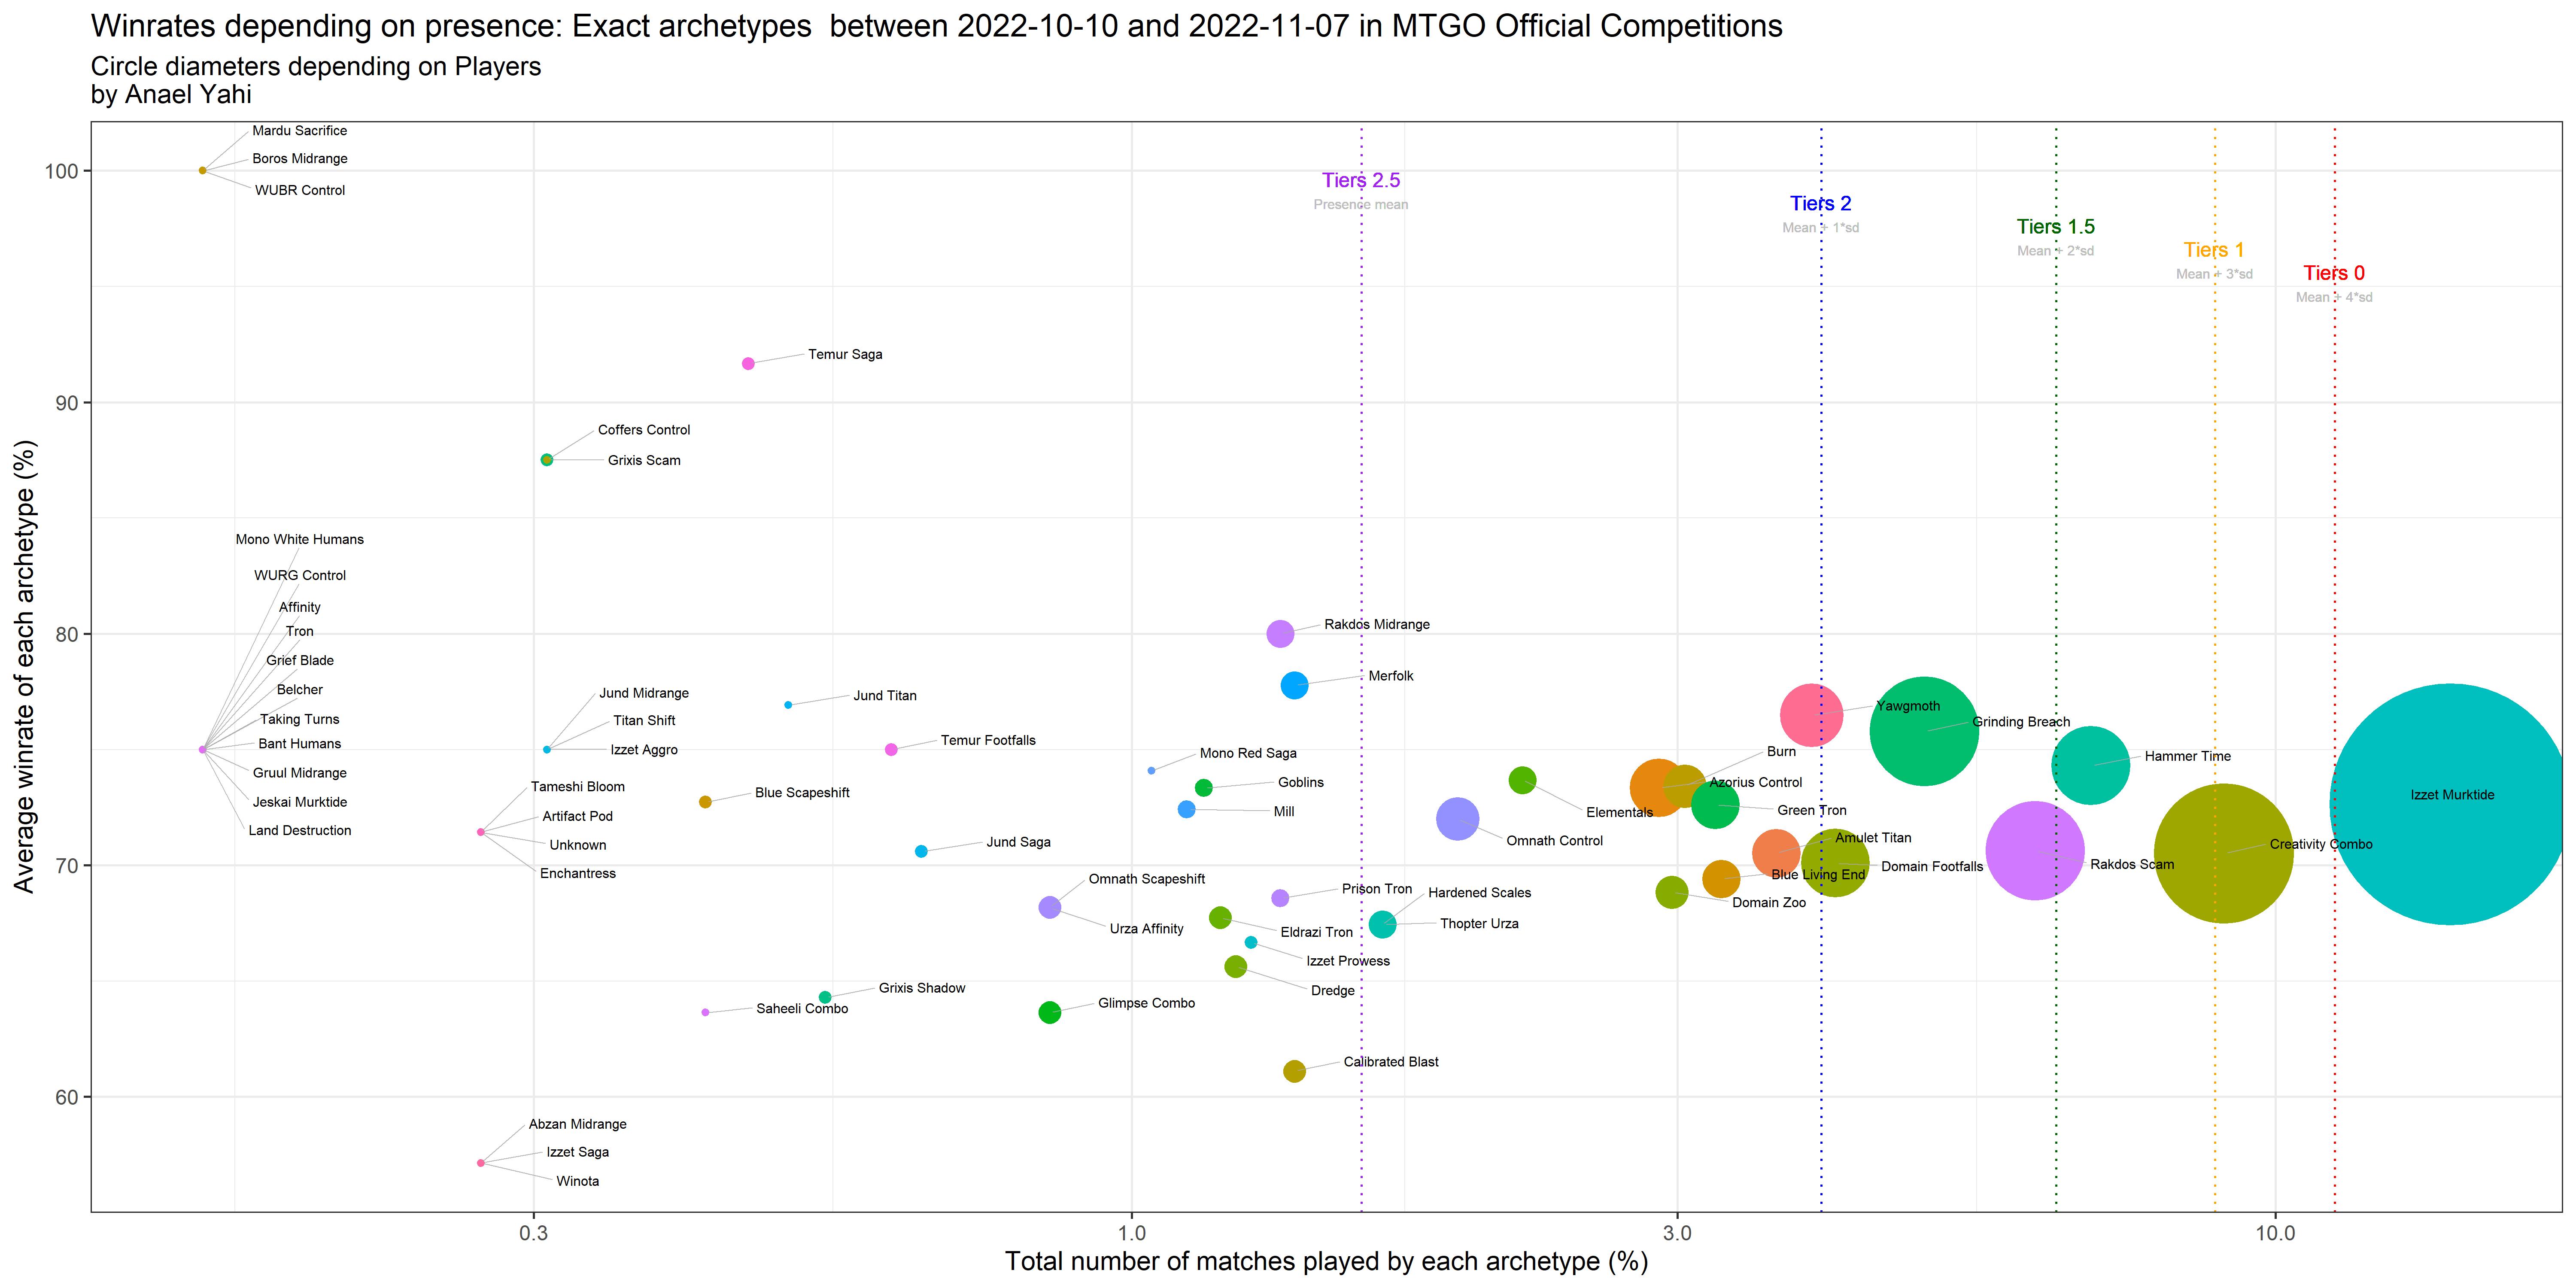 Winrates depending on presence: Exact archetypes  between 2022-10-10 and 2022-11-07 in MTGO Official Competitions
Circle diameters depending on Players
by Anael Yahi
Average winrate of each archetype (%)
100
90
80
70
60
Mardu Sacrifice
Boros Midrange
WUBR Control
Tiers 2.5
Presence mean
Tiers 2
Mean + 1*sd
Tiers 1.5
Mean + 2*sd
Tiers 1
Mean + 3*sd
Tiers 0
Mean + 4*sd
Temur Saga
Coffers Control
Grixis Scam
Mono White Humans
WURG Control
Affinity
Tron
Grief Blade
Belcher
Taking Turns
Bant Humans
Gruul Midrange
Jeskai Murktide
Land Destruction
Jund Midrange
Titan Shift
Izzet Aggro
Tameshi Bloom
Artifact Pod
Unknown
Enchantress
Jund Titan
Temur Footfalls
Blue Scapeshift
Jund Saga
Rakdos Midrange
Merfolk
Mono Red Saga
Goblins
Mill
Omnath Scapeshift
Urza Affinity
Prison Tron
Hardened Scales
Thopter Urza
Eldrazi Tron
Izzet Prowess
Dredge
Grixis Shadow
Saheeli Combo
Glimpse Combo
Calibrated Blast
Abzan Midrange
Izzet Saga
Winota
Yawgmoth
Grinding Breach
Burn
Azorius Control
Hammer Time
Elementals
Green Tron
Omnath Control
Amulet Titan
Domain Footfalls
Blue Living End
Domain Zoo
Rakdos Scam
Creativity Combo
Izzet Murktide
0.3
1.0
3.0
10.0
Total number of matches played by each archetype (%)